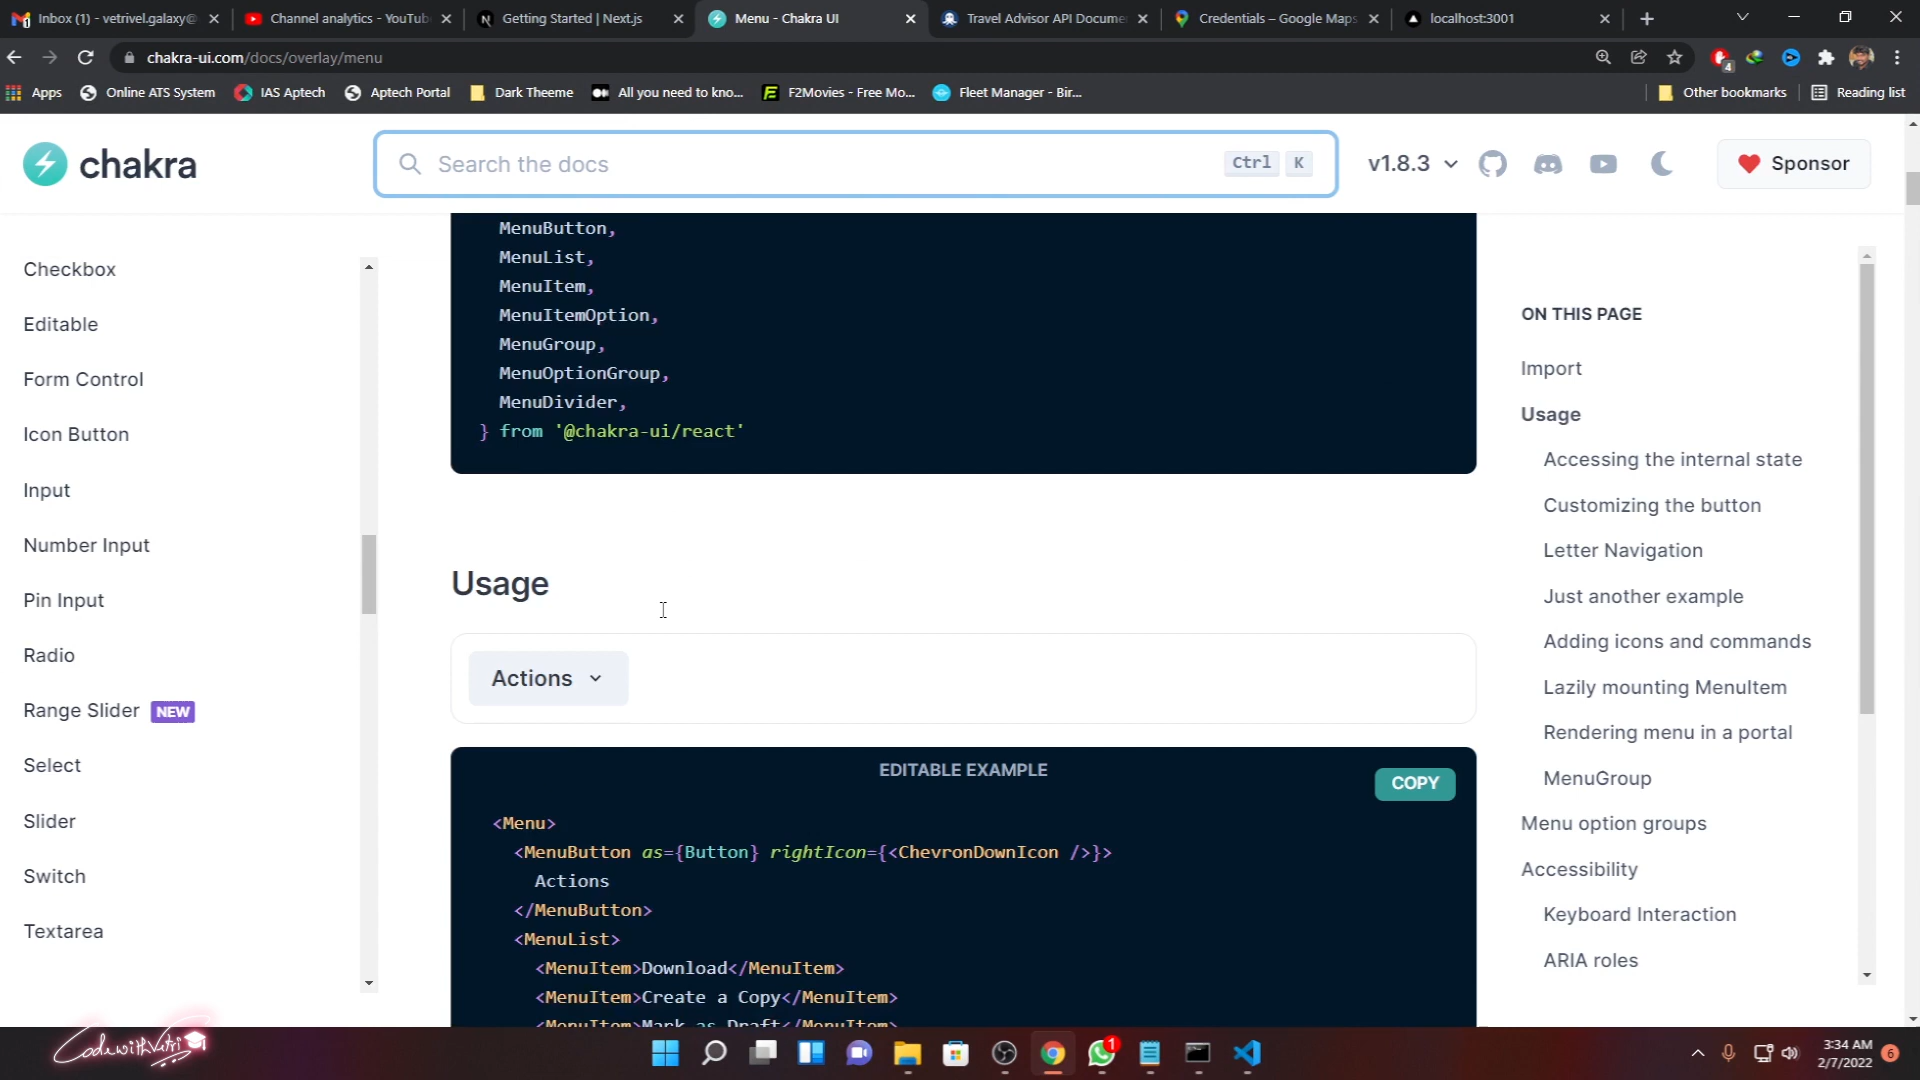 Inbox (1) - vetrivel.galaxy@
Channel analytics - YouTub
Getting Started | Next.js
Menu - Chakra UI
Travel Advisor API Docume
Credentials – Google Maps
localhost:3001
chakra-ui.com/docs/overlay/menu
4
Apps
Online ATS System
IAS Aptech
Aptech Portal
Dark Theeme
All you need to kno...
F2Movies - Free Mo...
Fleet Manager - Bir...
Other bookmarks
Reading list
chakra
Search the docs
Ctrl K
v1.8.3
Sponsor
Checkbox
Editable
Form Control
Icon Button
Input
Number Input
Pin Input
Radio
Range Slider NEW
Select
Slider
Switch
Textarea
MenuButton,
MenuList,
MenuItem,
MenuItemOption,
MenuGroup,
MenuOptionGroup,
MenuDivider,
} from '@chakra-ui/react'
Usage
Actions
EDITABLE EXAMPLE
COPY
<Menu>
<MenuButton as={Button} rightIcon={<ChevronDownIcon />}>
Actions
</MenuButton>
<MenuList>
<MenuItem>Download</MenuItem>
<MenuItem>Create a Copy</MenuItem>
<MenuItem>Mark as Draft</MenuItem>
ON THIS PAGE
Import
Usage
Accessing the internal state
Customizing the button
Letter Navigation
Just another example
Adding icons and commands
Lazily mounting MenuItem
Rendering menu in a portal
MenuGroup
Menu option groups
Accessibility
Keyboard Interaction
ARIA roles
CodewithVetri
1
3:34 AM
2/7/2022
6